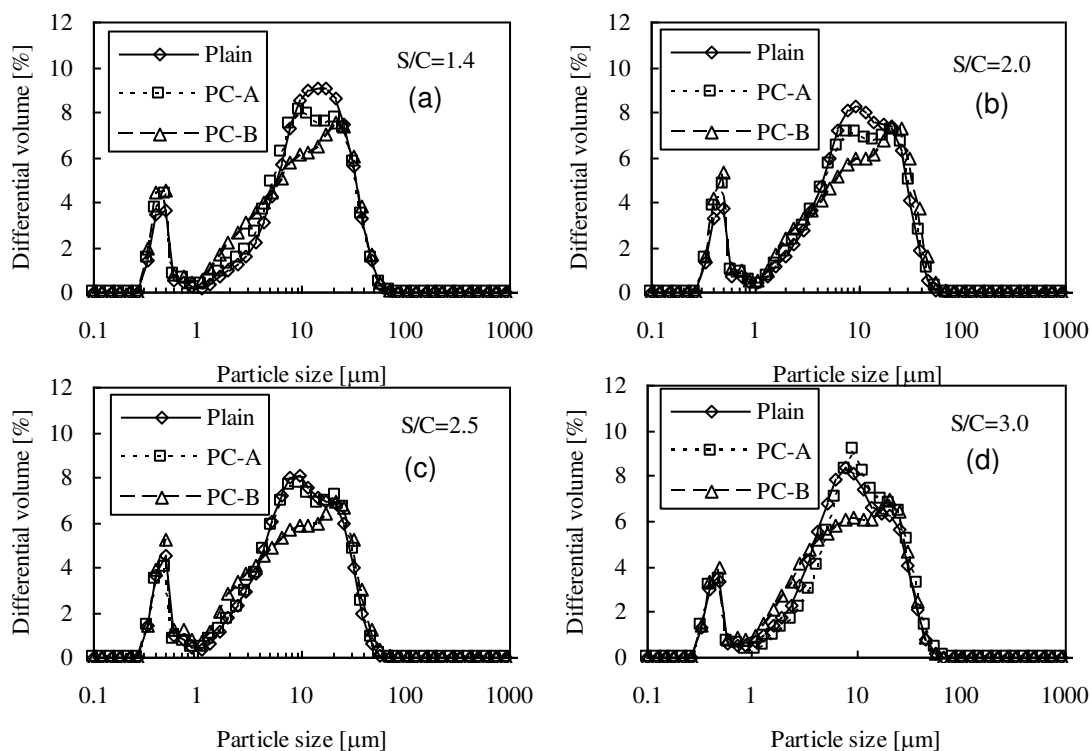 Differential volume [%]
12
10
8
6
4
2
0
Plain
PC-A
PC-B
S/C=1.4
(a)
0.1 1 10 100 1000
Particle size [μm]
Differential volume [%]
12
10
8
6
4
2
0
Plain
PC-A
PC-B
S/C=2.0
(b)
0.1 1 10 100 1000
Particle size [μm]
Differential volume [%]
12
10
8
6
4
2
0
Plain
PC-A
PC-B
S/C=2.5
(c)
0.1 1 10 100 1000
Particle size [μm]
Differential volume [%]
12
10
8
6
4
2
0
Plain
PC-A
PC-B
S/C=3.0
(d)
0.1 1 10 100 1000
Particle size [μm]